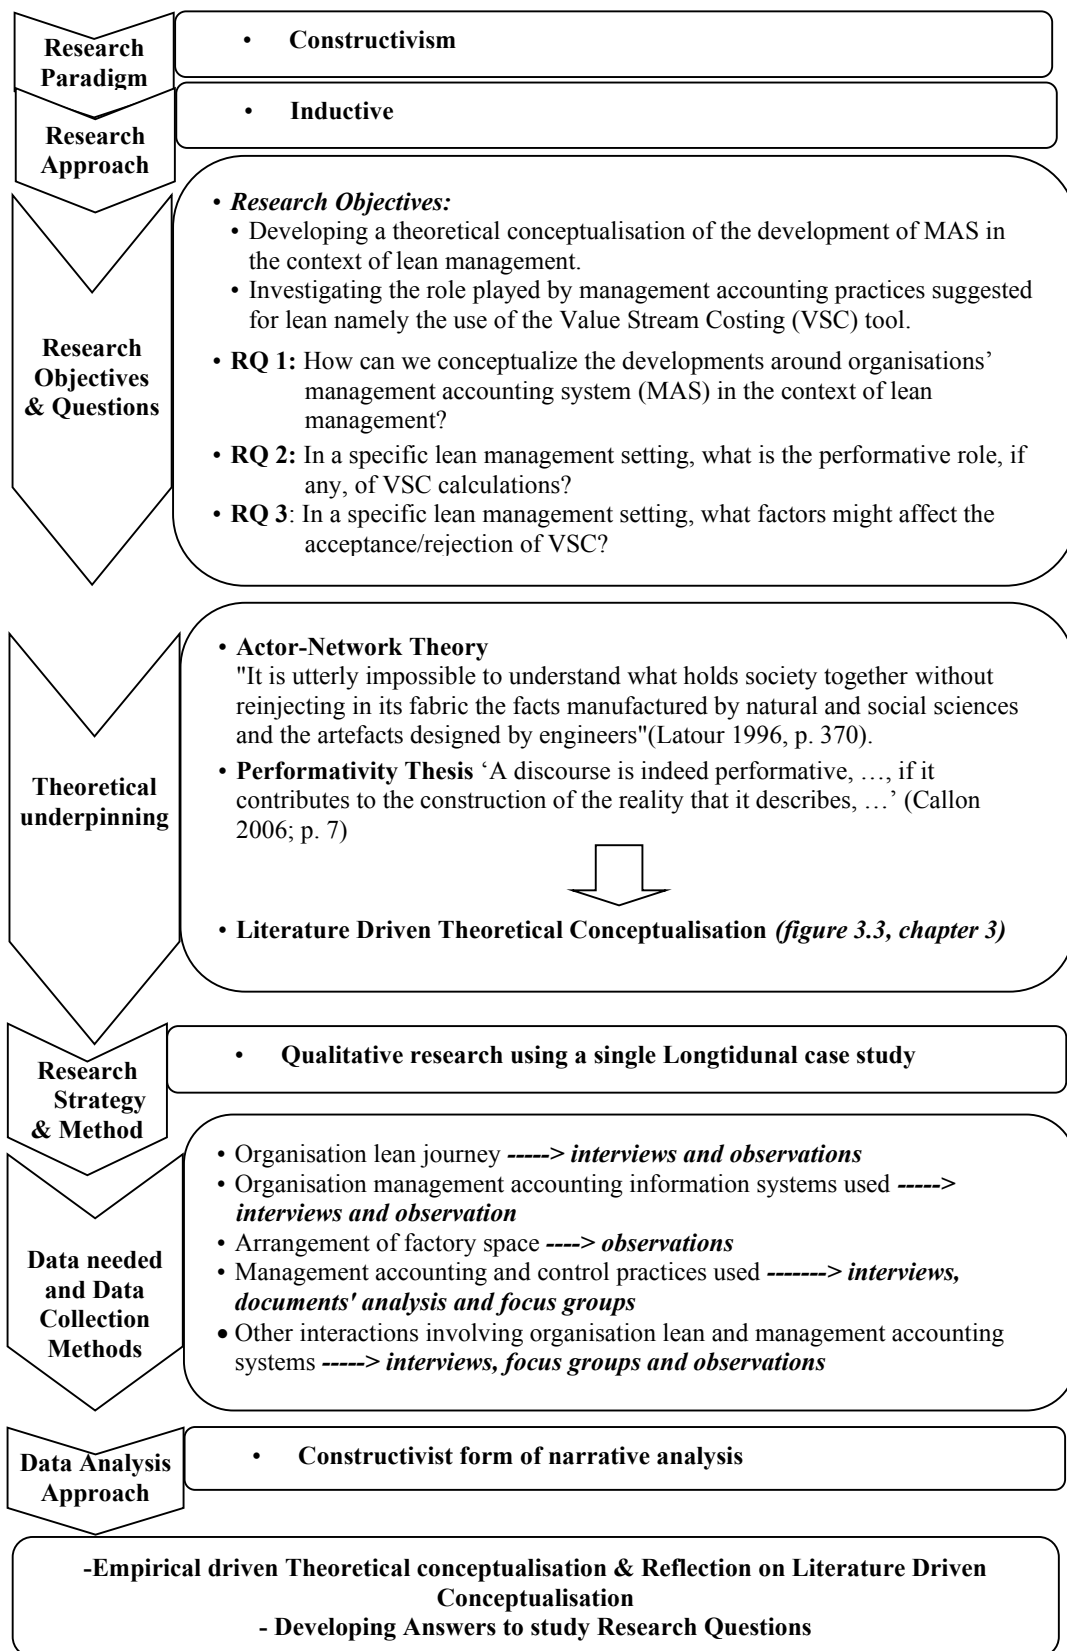 Research
Paradigm
• Constructivism
Research
Approach
• Inductive
Research
Objectives
& Questions
• Research Objectives:
• Developing a theoretical conceptualisation of the development of MAS in
the context of lean management.
• Investigating the role played by management accounting practices suggested
for lean namely the use of the Value Stream Costing (VSC) tool.
• RQ 1: How can we conceptualize the developments around organisations’
management accounting system (MAS) in the context of lean
management?
• RQ 2: In a specific lean management setting, what is the performative role, if
any, of VSC calculations?
• RQ 3: In a specific lean management setting, what factors might affect the
acceptance/rejection of VSC?
Theoretical
underpinning
• Actor-Network Theory
"It is utterly impossible to understand what holds society together without
reinjecting in its fabric the facts manufactured by natural and social sciences
and the artefacts designed by engineers"(Latour 1996, p. 370).
• Performativity Thesis ‘A discourse is indeed performative, …, if it
contributes to the construction of the reality that it describes, …’ (Callon
2006; p. 7)
• Literature Driven Theoretical Conceptualisation (figure 3.3, chapter 3)
Research
Strategy
& Method
• Qualitative research using a single Longtidunal case study
Data needed
and Data
Collection
Methods
• Organisation lean journey -----> interviews and observations
• Organisation management accounting information systems used ----->
interviews and observation
• Arrangement of factory space ----> observations
• Management accounting and control practices used -------> interviews,
documents' analysis and focus groups
• Other interactions involving organisation lean and management accounting
systems -----> interviews, focus groups and observations
Data Analysis
Approach
• Constructivist form of narrative analysis
-Empirical driven Theoretical conceptualisation & Reflection on Literature Driven
Conceptualisation
- Developing Answers to study Research Questions